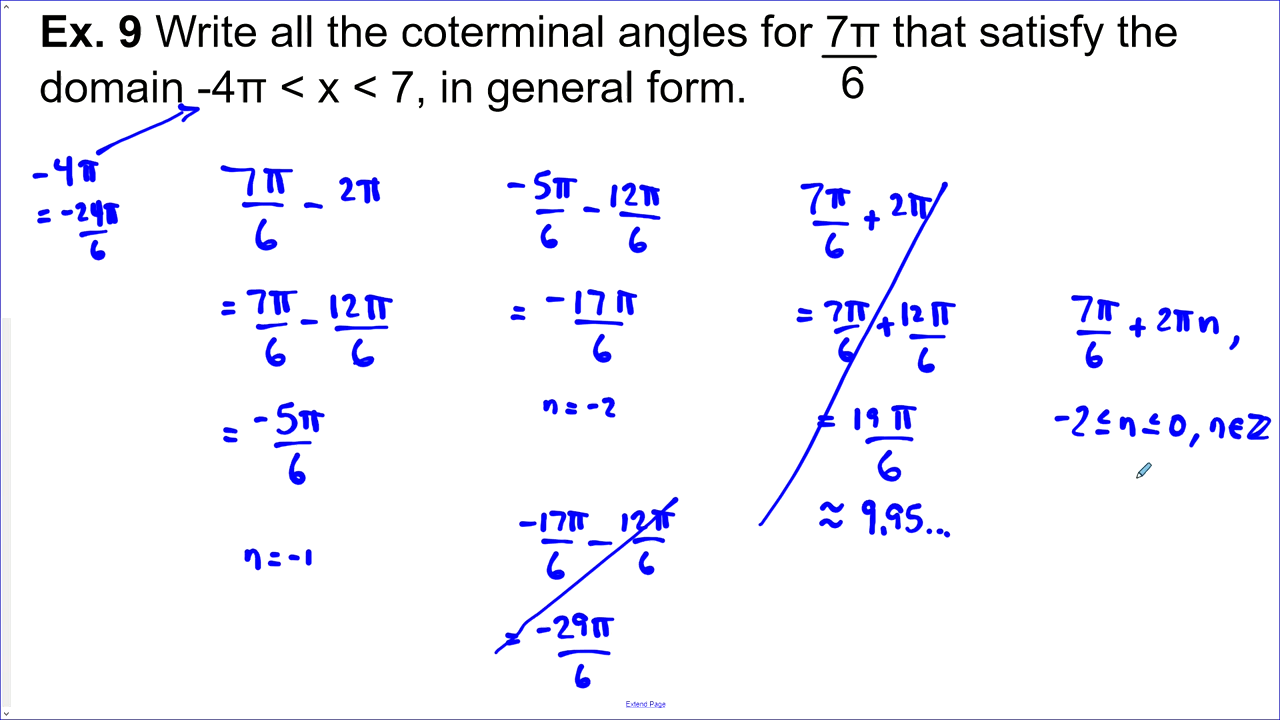 Ex. 9 Write all the coterminal angles for 7π/6 that satisfy the
domain -4π < x < 7, in general form.
-4π
= -24π/6
7π/6 - 2π
= 7π/6 - 12π/6
= -5π/6
n = -1
-5π/6 - 12π/6
= -17π/6
n = -2
-17π/6 - 12π/6
= -29π/6
7π/6 + 2π
= 7π/6 + 12π/6
= 19π/6
≈ 9.95...
7π/6 + 2πn,
-2 ≤ n ≤ 0, n∈ℤ
Extend Page